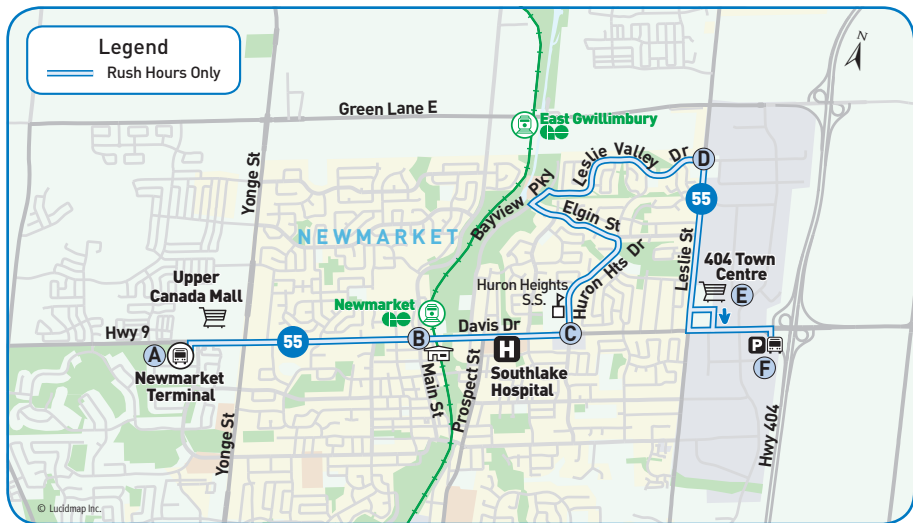 Legend
Rush Hours Only
N
Green Lane E
East Gwillimbury
GO
Leslie Valley Dr
D
Yonge St
Bayview Pky
55
Elgin St
NEWMARKET
Leslie St
Huron Hts Dr
404 Town
Centre
E
Upper
Canada Mall
Huron Heights
S.S.
Newmarket
GO
Hwy 9
55
B
Davis Dr
C
A
Newmarket
Terminal
H
Southlake
Hospital
P
F
Main St
Prospect St
Yonge St
Hwy 404
© Lucidmap Inc.